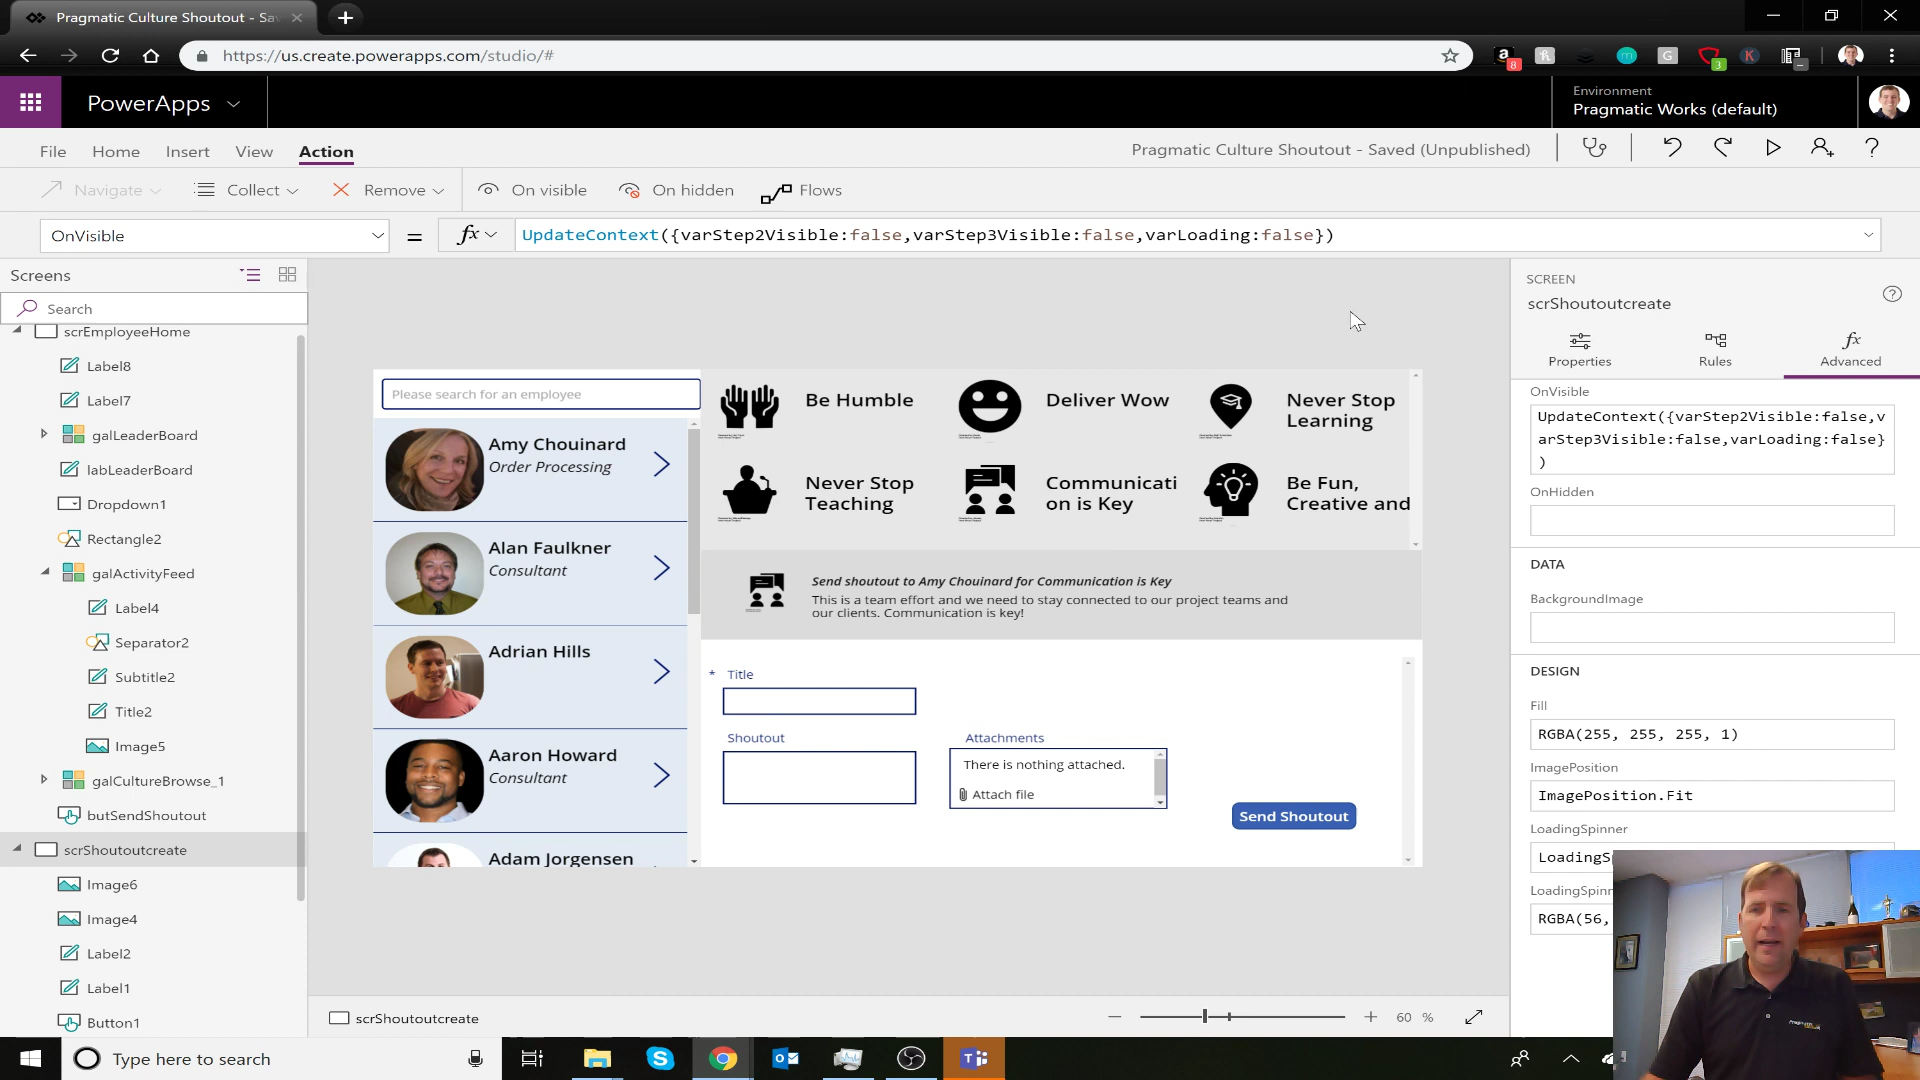 Pragmatic Culture Shoutout - Sa
https://us.create.powerapps.com/studio/#
8
3
PowerApps
Environment
Pragmatic Works (default)
File Home Insert View Action
Pragmatic Culture Shoutout - Saved (Unpublished)
Navigate Collect Remove On visible On hidden Flows
OnVisible = fx UpdateContext({varStep2Visible:false,varStep3Visible:false,varLoading:false})
Screens
Search
scrEmployeeHome
Label8
Label7
galLeaderBoard
labLeaderBoard
Dropdown1
Rectangle2
galActivityFeed
Label4
Separator2
Subtitle2
Title2
Image5
galCultureBrowse_1
butSendShoutout
scrShoutoutcreate
Image6
Image4
Label2
Label1
Button1
Please search for an employee
Amy Chouinard
Order Processing
Alan Faulkner
Consultant
Adrian Hills
Aaron Howard
Consultant
Adam Jorgensen
Be Humble
Deliver Wow
Never Stop
Learning
Never Stop
Teaching
Communicati
on is Key
Be Fun,
Creative and
Send shoutout to Amy Chouinard for Communication is Key
This is a team effort and we need to stay connected to our project teams and
our clients. Communication is key!
* Title
Shoutout
Attachments
There is nothing attached.
Attach file
Send Shoutout
scrShoutoutcreate
60 %
SCREEN
scrShoutoutcreate
Properties Rules Advanced
OnVisible
UpdateContext({varStep2Visible:false,v
arStep3Visible:false,varLoading:false}
)
OnHidden
DATA
BackgroundImage
DESIGN
Fill
RGBA(255, 255, 255, 1)
ImagePosition
ImagePosition.Fit
LoadingSpinner
LoadingSp
LoadingSpinn
RGBA(56,
Type here to search